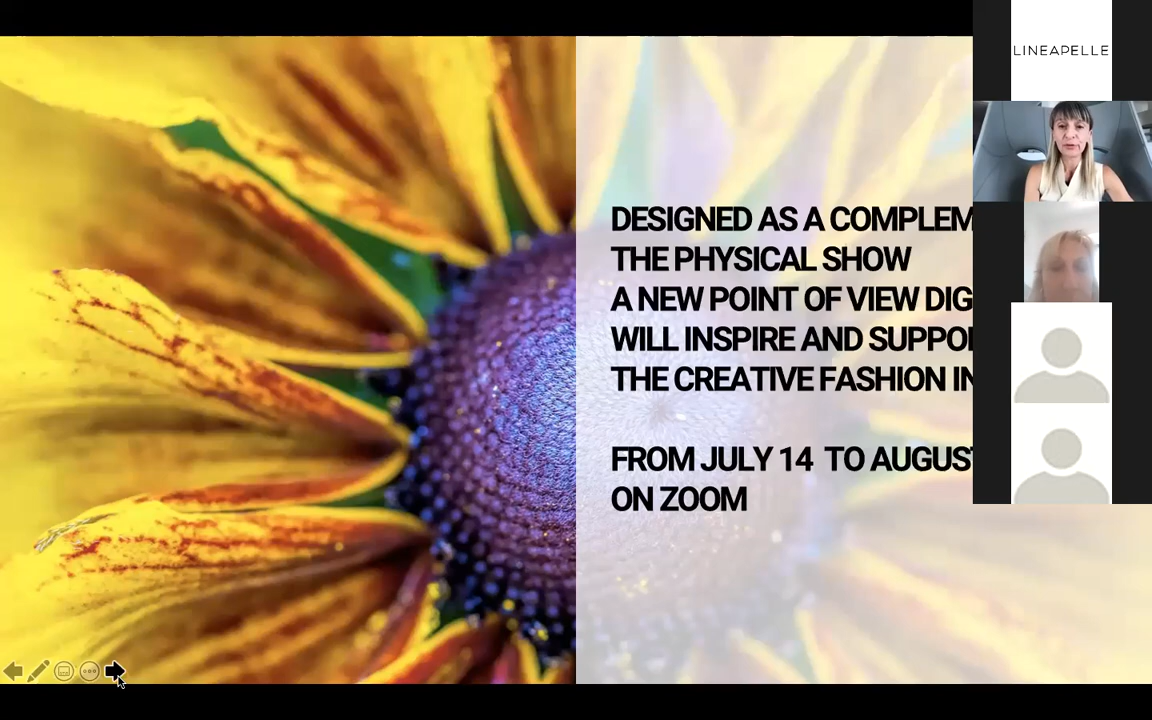 LINEAPELLE
DESIGNED AS A COMPLEM
THE PHYSICAL SHOW
A NEW POINT OF VIEW DIG
WILL INSPIRE AND SUPPO
THE CREATIVE FASHION IN
FROM JULY 14 TO AUGUST
ON ZOOM